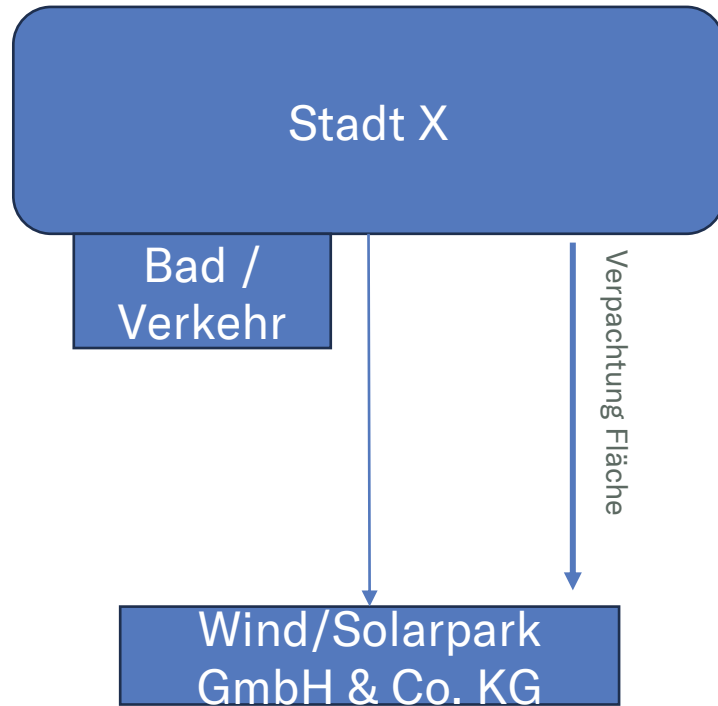 Stadt X
Bad /
Verkehr
Verpachtung Fläche
Wind/Solarpark
GmbH & Co. KG